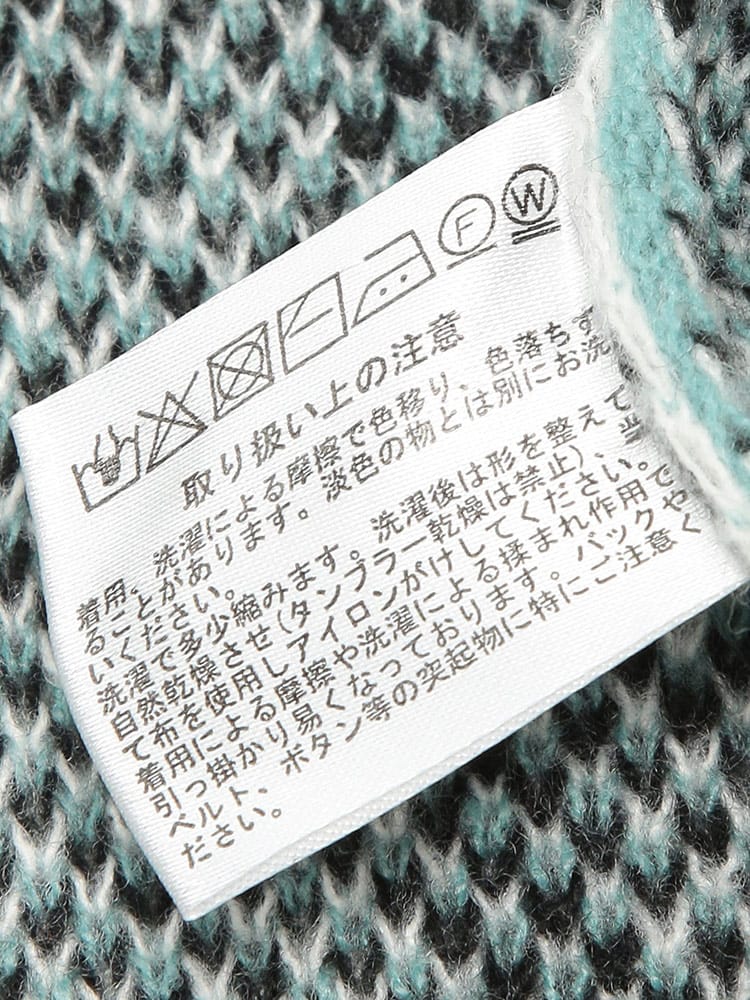 F W
取り扱い上の注意
着用、洗濯による摩擦で色移り、色落ちす
ることがあります。淡色の物とは別にお洗
いください。
洗濯で多少縮みます。洗濯後は形を整えて
自然乾燥させ(タンブラー乾燥は禁止)、当
て布を使用しアイロンがけしてください。
着用による摩擦や洗濯による揉まれ作用で
引っ掛かり易くなっております。バックや
ベルト、ボタン等の突起物に特にご注意く
ださい。